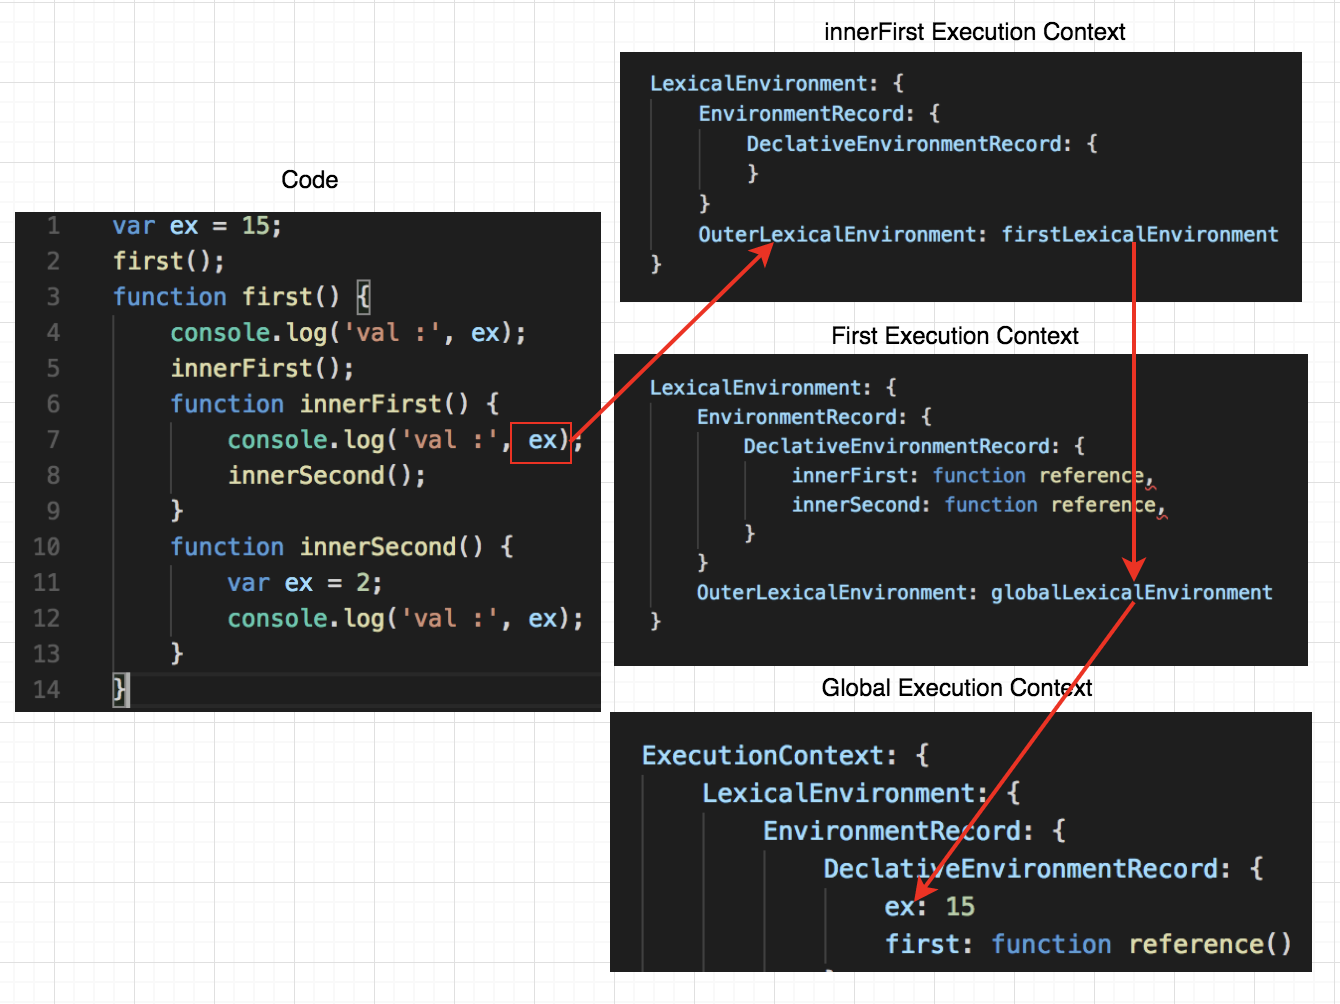 innerFirst Execution Context
LexicalEnvironment: {
EnvironmentRecord: {
DeclativeEnvironmentRecord: {
}
}
OuterLexicalEnvironment: firstLexicalEnvironment
}
Code
1 var ex = 15;
2 first();
3 function first() {
4 console.log('val :', ex);
5 innerFirst();
6 function innerFirst() {
7 console.log('val :', ex);
8 innerSecond();
9 }
10 function innerSecond() {
11 var ex = 2;
12 console.log('val :', ex);
13 }
14 }
First Execution Context
LexicalEnvironment: {
EnvironmentRecord: {
DeclativeEnvironmentRecord: {
innerFirst: function reference,
innerSecond: function reference,
}
}
OuterLexicalEnvironment: globalLexicalEnvironment
}
Global Execution Context
ExecutionContext: {
LexicalEnvironment: {
EnvironmentRecord: {
DeclativeEnvironmentRecord: {
ex: 15
first: function reference()